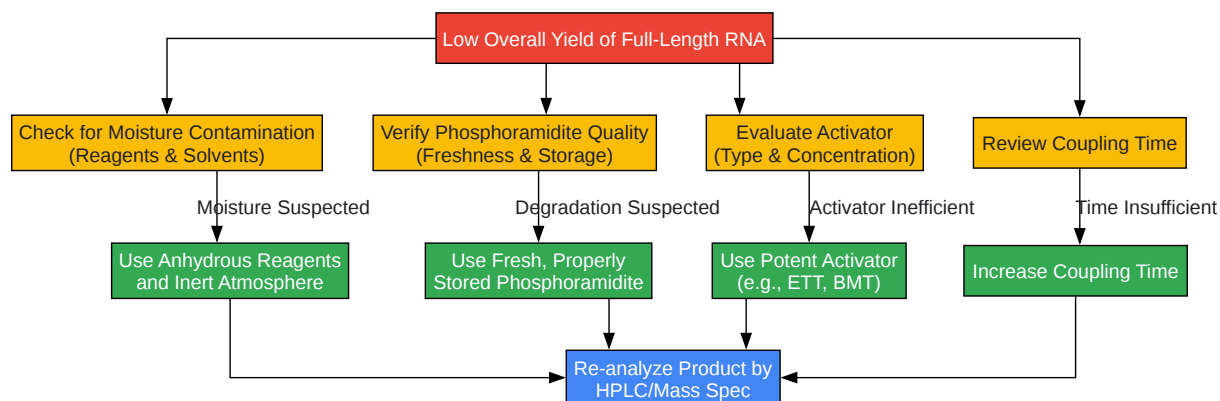 Low Overall Yield of Full-Length RNA
Check for Moisture Contamination
(Reagents & Solvents)
Verify Phosphoramidite Quality
(Freshness & Storage)
Evaluate Activator
(Type & Concentration)
Review Coupling Time
Moisture Suspected
Degradation Suspected
Activator Inefficient
Time Insufficient
Use Anhydrous Reagents
and Inert Atmosphere
Use Fresh, Properly
Stored Phosphoramidite
Use Potent Activator
(e.g., ETT, BMT)
Increase Coupling Time
Re-analyze Product by
HPLC/Mass Spec